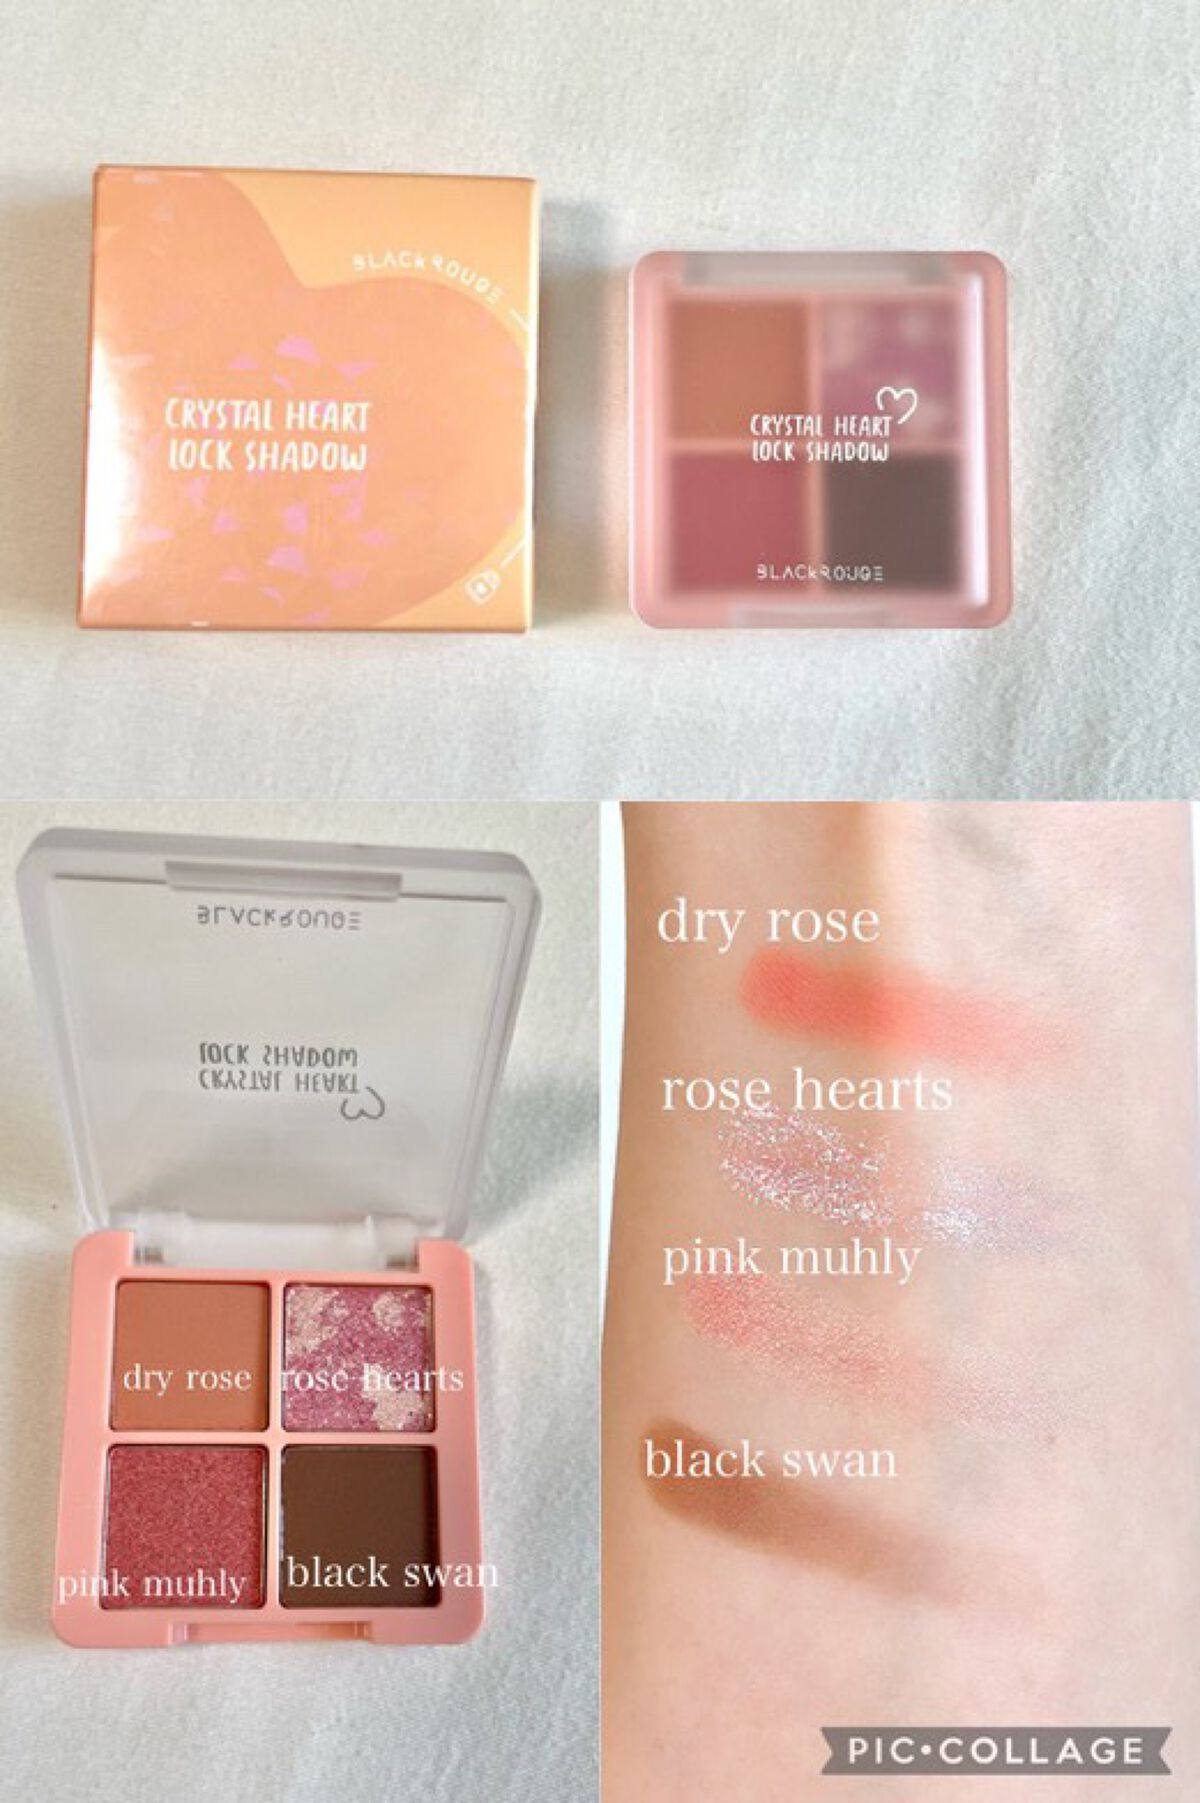 BLACKROUGE
CRYSTAL HEART
LOCK SHADOW
CRYSTAL HEART
LOCK SHADOW
BLACKROUGE
BLACKROUGE
LOCK SHADOW
CRYSTAL HEART
dry rose
rose hearts
pink muhly
black swan
dry rose
rose hearts
pink muhly
black swan
PIC•COLLAGE